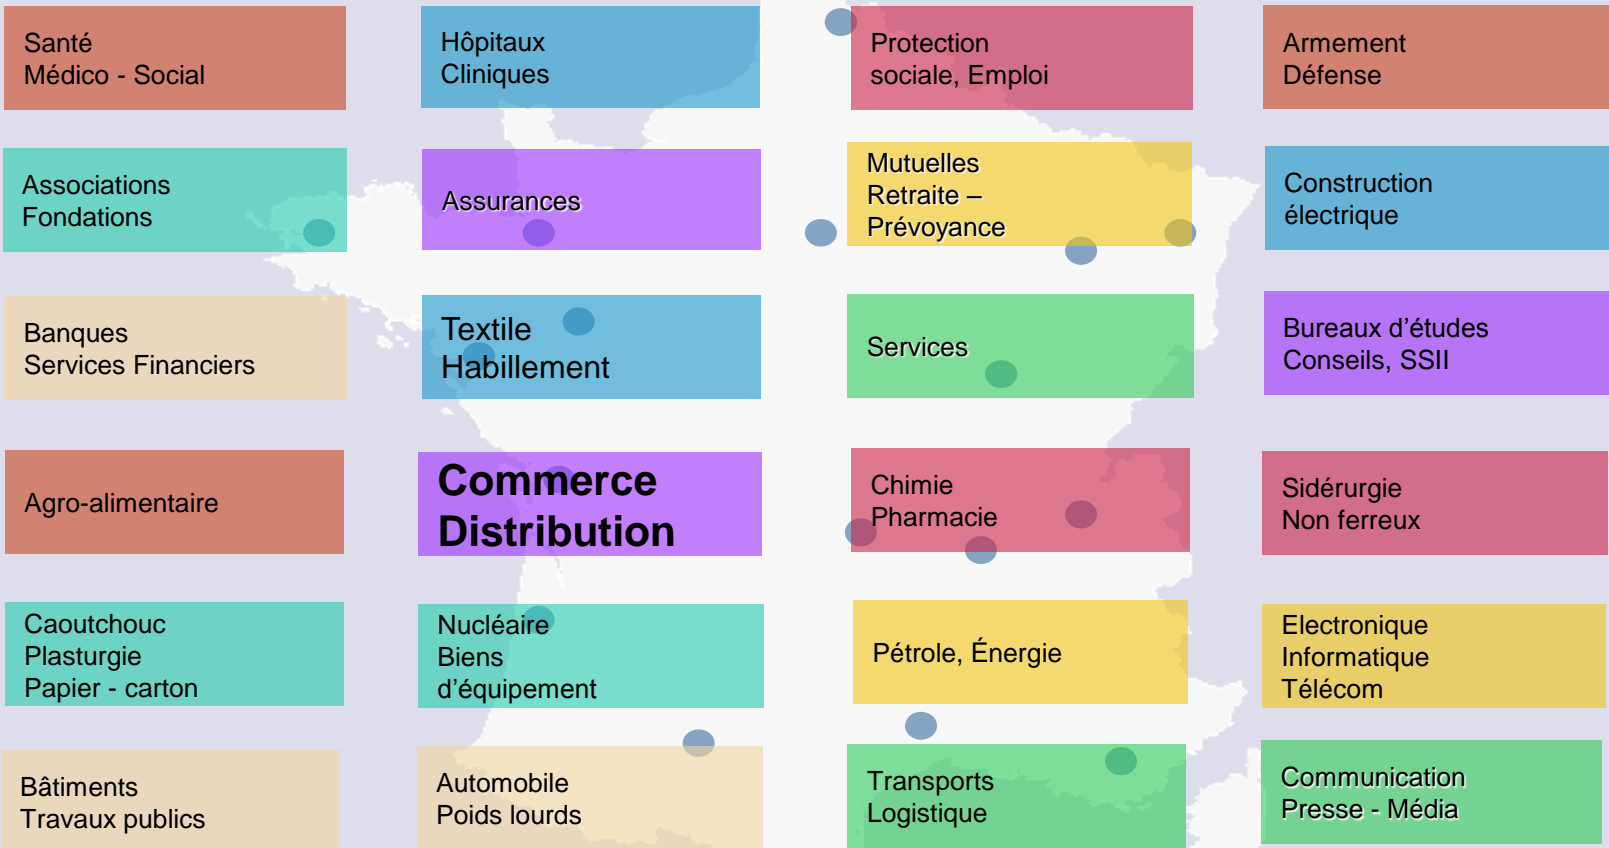 Santé
Médico - Social
Hôpitaux
Cliniques
Protection
sociale, Emploi
Armement
Défense
Associations
Fondations
Assurances
Mutuelles
Retraite –
Prévoyance
Construction
électrique
Banques
Services Financiers
Textile
Habillement
Services
Bureaux d’études
Conseils, SSII
Agro-alimentaire
Commerce
Distribution
Chimie
Pharmacie
Sidérurgie
Non ferreux
Caoutchouc
Plasturgie
Papier - carton
Nucléaire
Biens
d’équipement
Pétrole, Énergie
Electronique
Informatique
Télécom
Bâtiments
Travaux publics
Automobile
Poids lourds
Transports
Logistique
Communication
Presse - Média